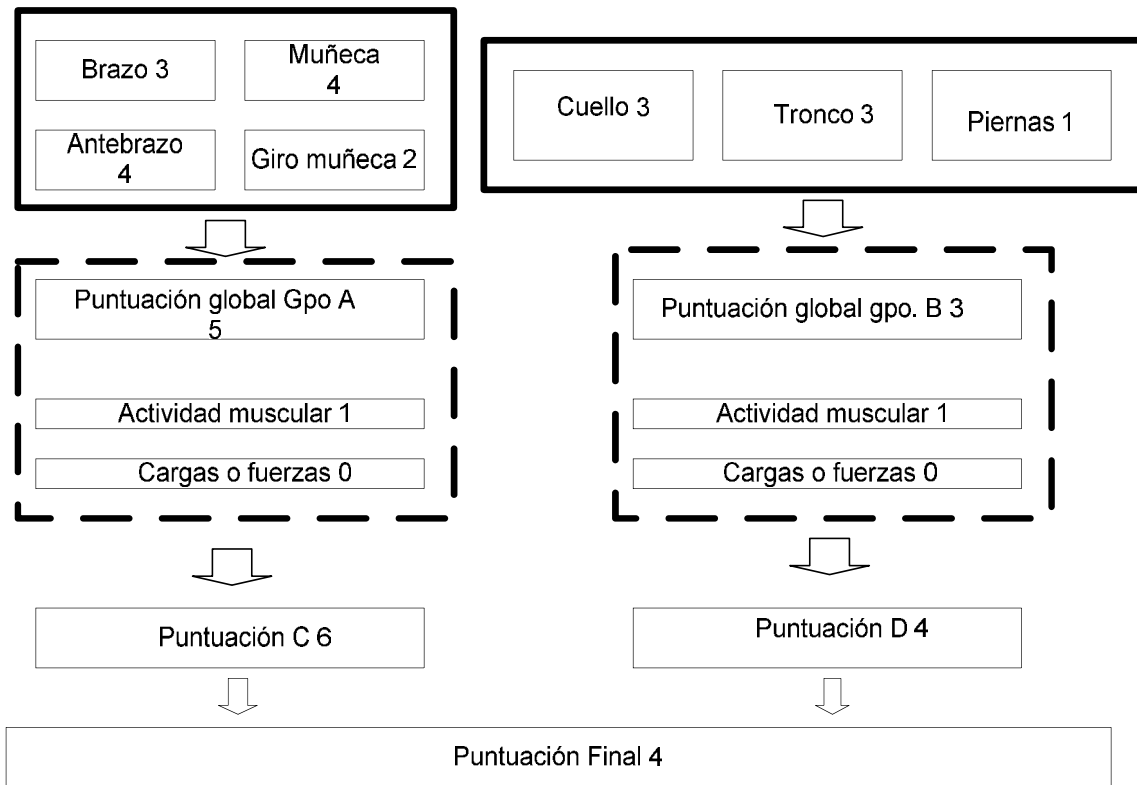 Brazo 3
Muñeca
4
Antebrazo
4
Giro muñeca 2
Cuello 3
Tronco 3
Piernas 1
Puntuación global Gpo A
5
Actividad muscular 1
Cargas o fuerzas 0
Puntuación global gpo. B 3
Actividad muscular 1
Cargas o fuerzas 0
Puntuación C 6
Puntuación D 4
Puntuación Final 4